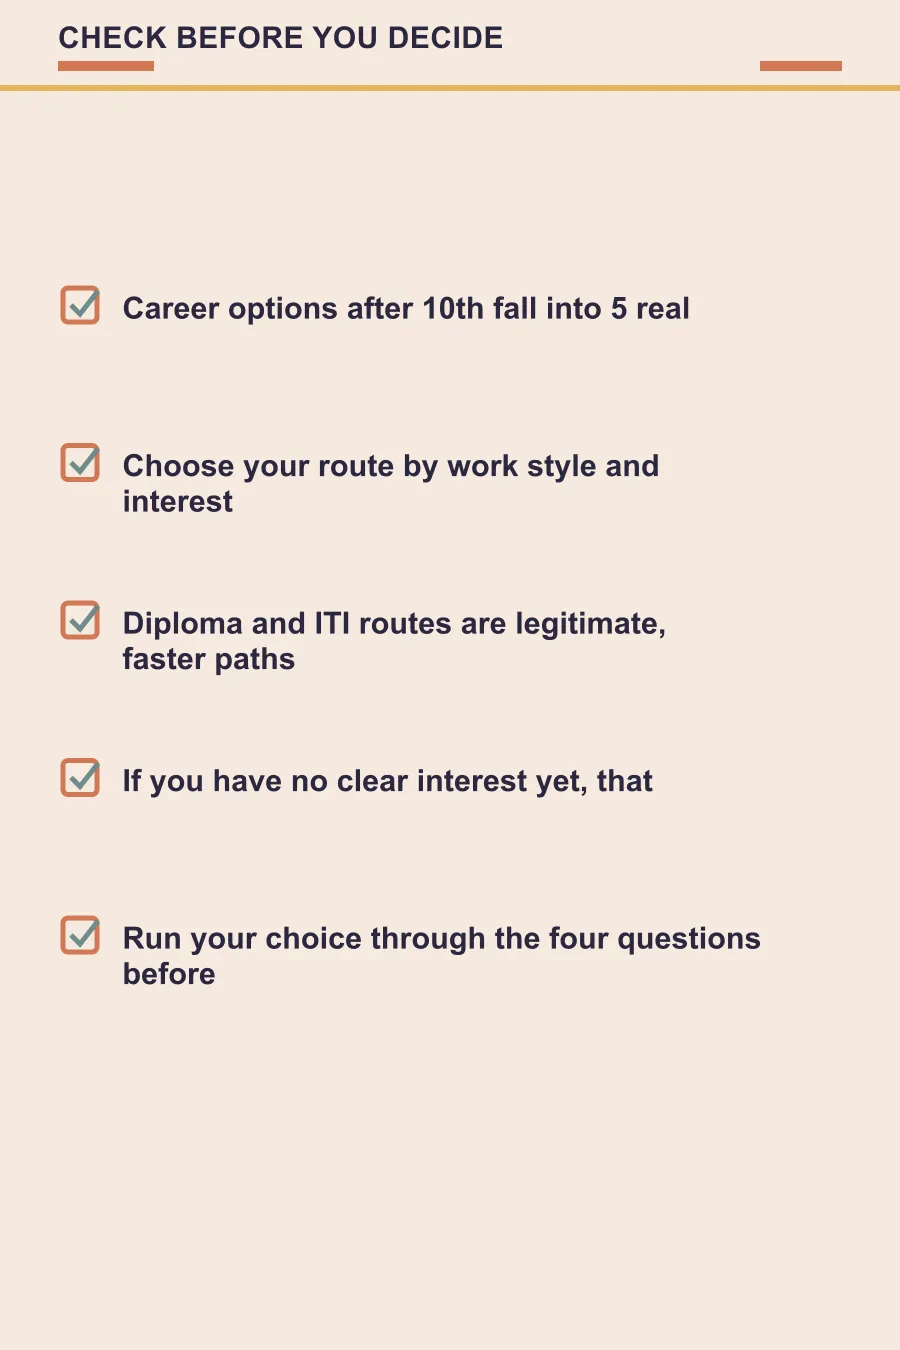 CHECK BEFORE YOU DECIDE
Career options after 10th fall into 5 real
Choose your route by work style and
interest
Diploma and ITI routes are legitimate,
faster paths
If you have no clear interest yet, that
Run your choice through the four questions
before